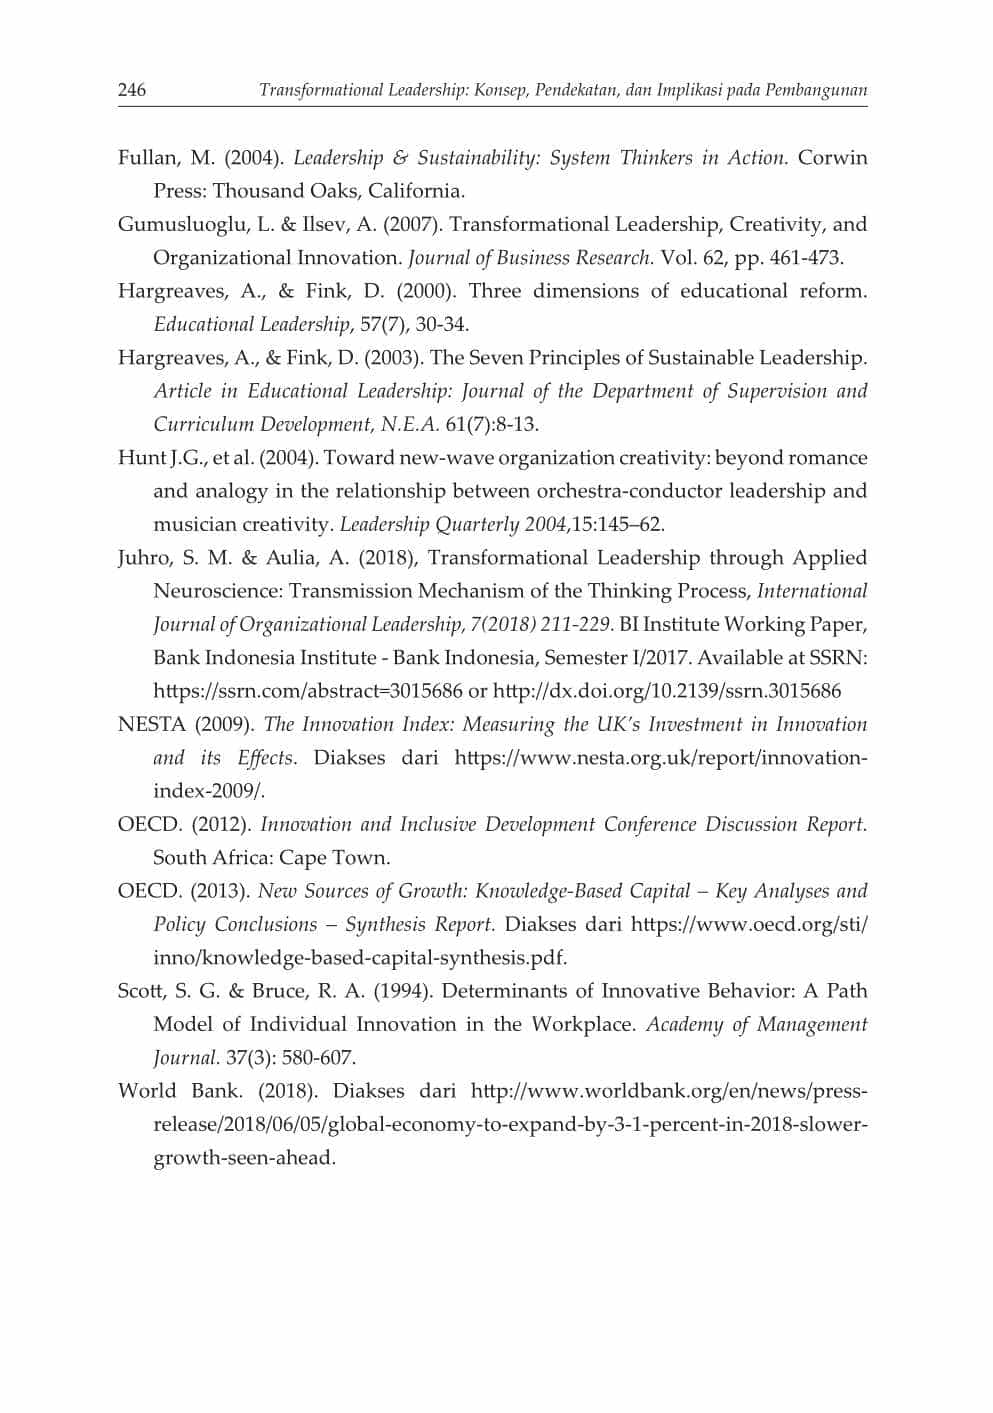 246 Transformational Leadership: Konsep, Pendekatan, dan Implikasi pada Pembangunan
Fullan, M. (2004). Leadership & Sustainability: System Thinkers in Action. Corwin
Press: Thousand Oaks, California.
Gumusluoglu, L. & Ilsev, A. (2007). Transformational Leadership, Creativity, and
Organizational Innovation. Journal of Business Research. Vol. 62, pp. 461-473.
Hargreaves, A., & Fink, D. (2000). Three dimensions of educational reform.
Educational Leadership, 57(7), 30-34.
Hargreaves, A., & Fink, D. (2003). The Seven Principles of Sustainable Leadership.
Article in Educational Leadership: Journal of the Department of Supervision and
Curriculum Development, N.E.A. 61(7):8-13.
Hunt J.G., et al. (2004). Toward new-wave organization creativity: beyond romance
and analogy in the relationship between orchestra-conductor leadership and
musician creativity. Leadership Quarterly 2004,15:145–62.
Juhro, S. M. & Aulia, A. (2018), Transformational Leadership through Applied
Neuroscience: Transmission Mechanism of the Thinking Process, International
Journal of Organizational Leadership, 7(2018) 211-229. BI Institute Working Paper,
Bank Indonesia Institute - Bank Indonesia, Semester I/2017. Available at SSRN:
https://ssrn.com/abstract=3015686 or http://dx.doi.org/10.2139/ssrn.3015686
NESTA (2009). The Innovation Index: Measuring the UK’s Investment in Innovation
and its Effects. Diakses dari https://www.nesta.org.uk/report/innovation-
index-2009/.
OECD. (2012). Innovation and Inclusive Development Conference Discussion Report.
South Africa: Cape Town.
OECD. (2013). New Sources of Growth: Knowledge-Based Capital – Key Analyses and
Policy Conclusions – Synthesis Report. Diakses dari https://www.oecd.org/sti/
inno/knowledge-based-capital-synthesis.pdf.
Scott, S. G. & Bruce, R. A. (1994). Determinants of Innovative Behavior: A Path
Model of Individual Innovation in the Workplace. Academy of Management
Journal. 37(3): 580-607.
World Bank. (2018). Diakses dari http://www.worldbank.org/en/news/press-
release/2018/06/05/global-economy-to-expand-by-3-1-percent-in-2018-slower-
growth-seen-ahead.